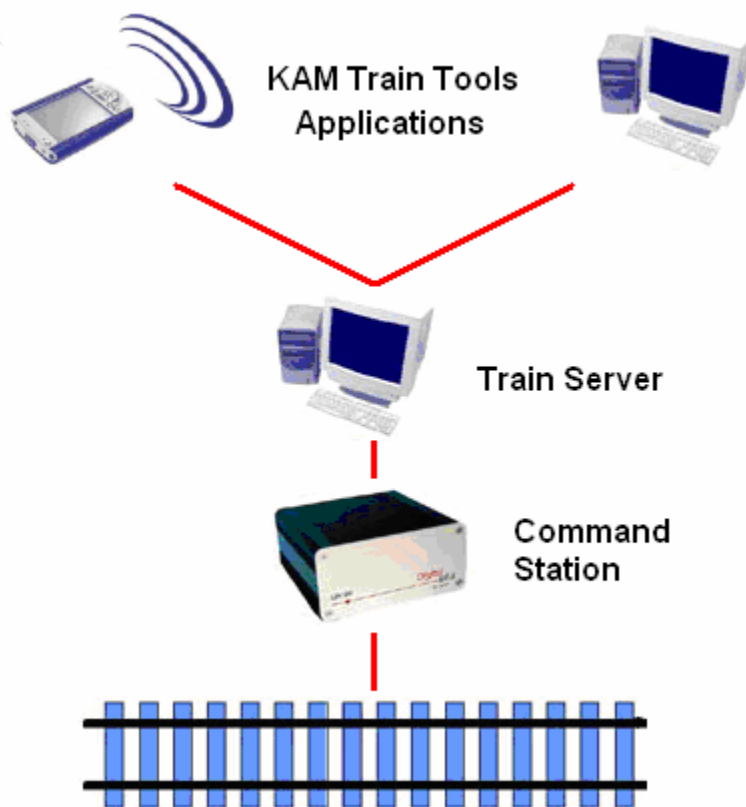 KAM Train Tools
Applications
Train Server
Command
Station